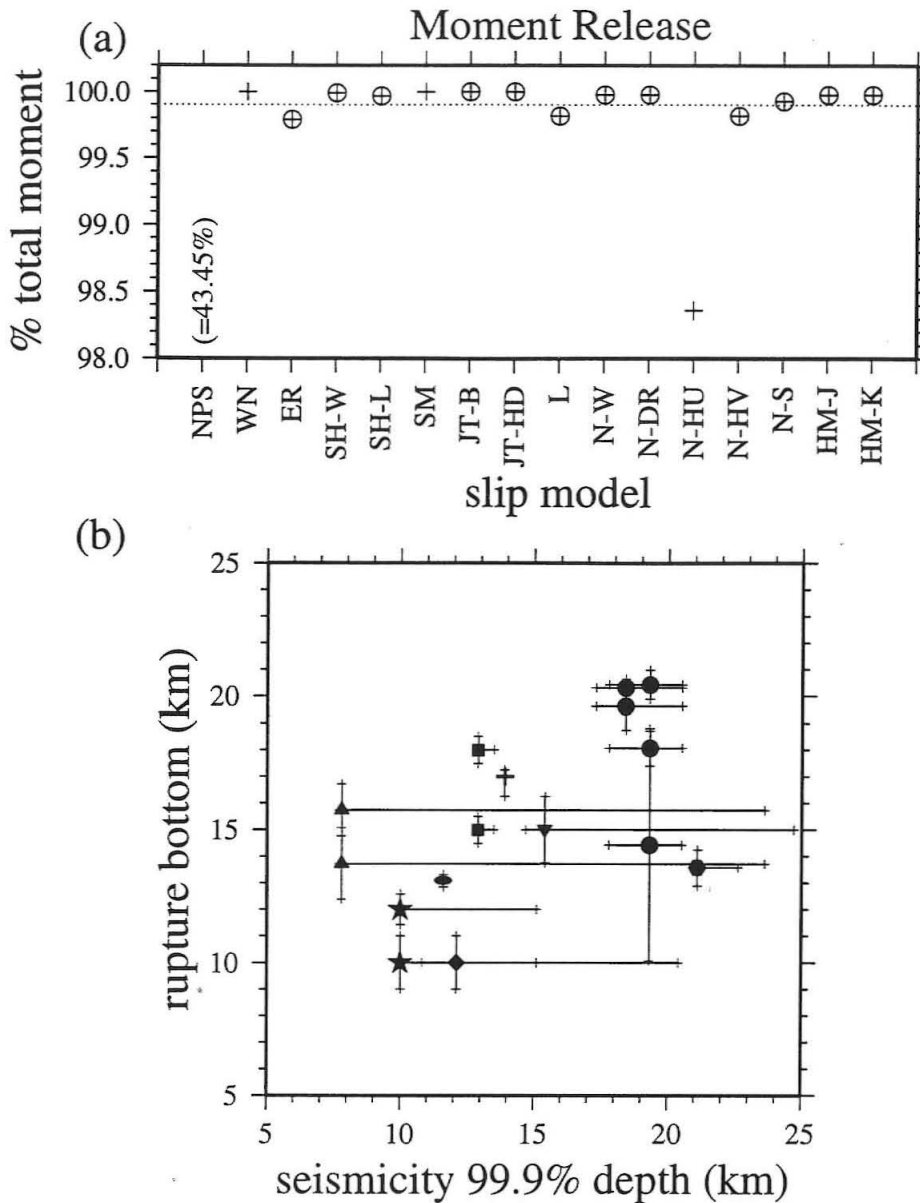 (a)
Moment Release
% total moment
100.0
99.5
99.0
98.5
98.0
(=43.45%)
NPS
WN
ER
SH-W
SH-L
SM
JT-B
JT-HD
L
N-W
N-DR
N-HU
N-HV
N-S
HM-J
HM-K
slip model
(b)
rupture bottom (km)
25
20
15
10
5
5
10
15
20
25
seismicity 99.9% depth (km)